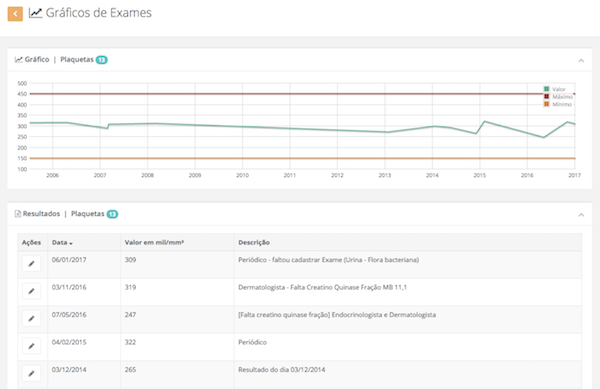 Gráficos de Exames
Gráfico | Plaquetas 13
500
450
400
350
300
250
200
150
100
Valor
Máximo
Mínimo
2006 2007 2008 2009 2010 2011 2012 2013 2014 2015 2016 2017
Resultados | Plaquetas 13
Ações Data Valor em mil/mm³ Descrição
06/01/2017 309 Periódico - faltou cadastrar Exame (Urina - Flora bacteriana)
03/11/2016 319 Dermatologista - Falta Creatino Quinase Fração MB 11,1
07/05/2016 247 [Falta creatino quinase fração] Endocrinologista e Dermatologista
04/02/2015 322 Periódico
03/12/2014 265 Resultado do dia 03/12/2014